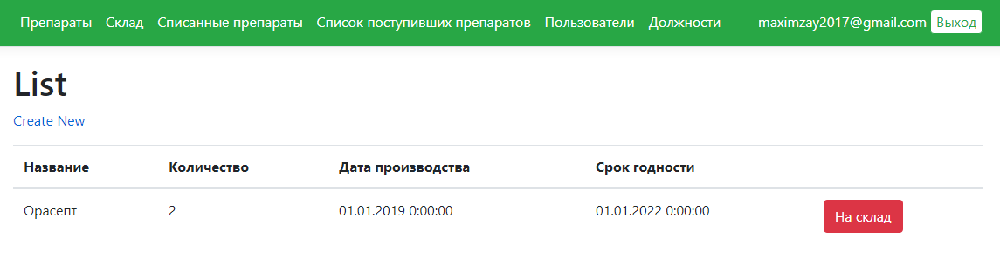 Препараты Склад Списанные препараты Список поступивших препаратов Пользователи Должности maximzay2017@gmail.com Выход
List
Create New
Название Количество Дата производства Срок годности
Орасепт 2 01.01.2019 0:00:00 01.01.2022 0:00:00 На склад